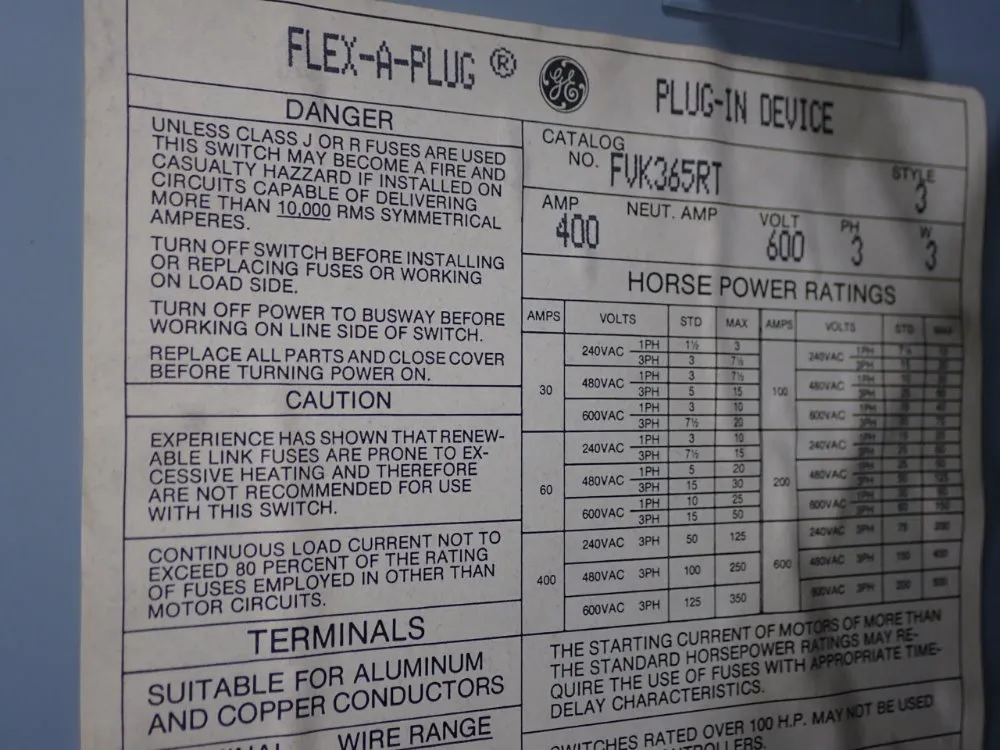 FLEX-A-PLUG ® GE PLUG-IN DEVICE
DANGER
UNLESS CLASS J OR R FUSES ARE USED
THIS SWITCH MAY BECOME A FIRE AND
CASUALTY HAZZARD IF INSTALLED ON
CIRCUITS CAPABLE OF DELIVERING
MORE THAN 10,000 RMS SYMMETRICAL
AMPERES.
TURN OFF SWITCH BEFORE INSTALLING
OR REPLACING FUSES OR WORKING
ON LOAD SIDE.
TURN OFF POWER TO BUSWAY BEFORE
WORKING ON LINE SIDE OF SWITCH.
REPLACE ALL PARTS AND CLOSE COVER
BEFORE TURNING POWER ON.
CAUTION
EXPERIENCE HAS SHOWN THAT RENEW-
ABLE LINK FUSES ARE PRONE TO EX-
CESSIVE HEATING AND THEREFORE
ARE NOT RECOMMENDED FOR USE
WITH THIS SWITCH.
CONTINUOUS LOAD CURRENT NOT TO
EXCEED 80 PERCENT OF THE RATING
OF FUSES EMPLOYED IN OTHER THAN
MOTOR CIRCUITS.
TERMINALS
SUITABLE FOR ALUMINUM
AND COPPER CONDUCTORS
WIRE RANGE
CATALOG
NO. FVK365RT STYLE
3
AMP NEUT. AMP VOLT PH W
400 600 3 3
HORSE POWER RATINGS
AMPS VOLTS STD MAX AMPS VOLTS STD MAX
30
240VAC 1PH 1½ 3
3PH 3 7½
480VAC 1PH 3 7½
3PH 5 15
600VAC 1PH 3 10
3PH 7½ 20
60
240VAC 1PH 3 10
3PH 7½ 15
480VAC 1PH 5 20
3PH 15 30
600VAC 1PH 10 25
3PH 15 50
400
240VAC 3PH 50 125
480VAC 3PH 100 250
600VAC 3PH 125 350
100
240VAC 1PH
3PH
480VAC 1PH
3PH
600VAC 1PH
3PH
200
240VAC 1PH
3PH
480VAC 1PH
3PH
600VAC 1PH
3PH
600
240VAC 3PH 75 200
480VAC 3PH 150 400
600VAC 3PH 200 500
THE STARTING CURRENT OF MOTORS OF MORE THAN
THE STANDARD HORSEPOWER RATINGS MAY RE-
QUIRE THE USE OF FUSES WITH APPROPRIATE TIME-
DELAY CHARACTERISTICS.
SWITCHES RATED OVER 100 H.P. MAY NOT BE USED